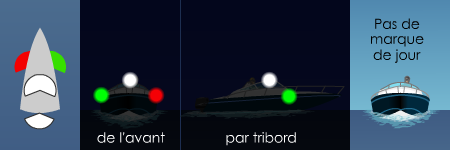 de l'avant
par tribord
Pas de
marque
de jour